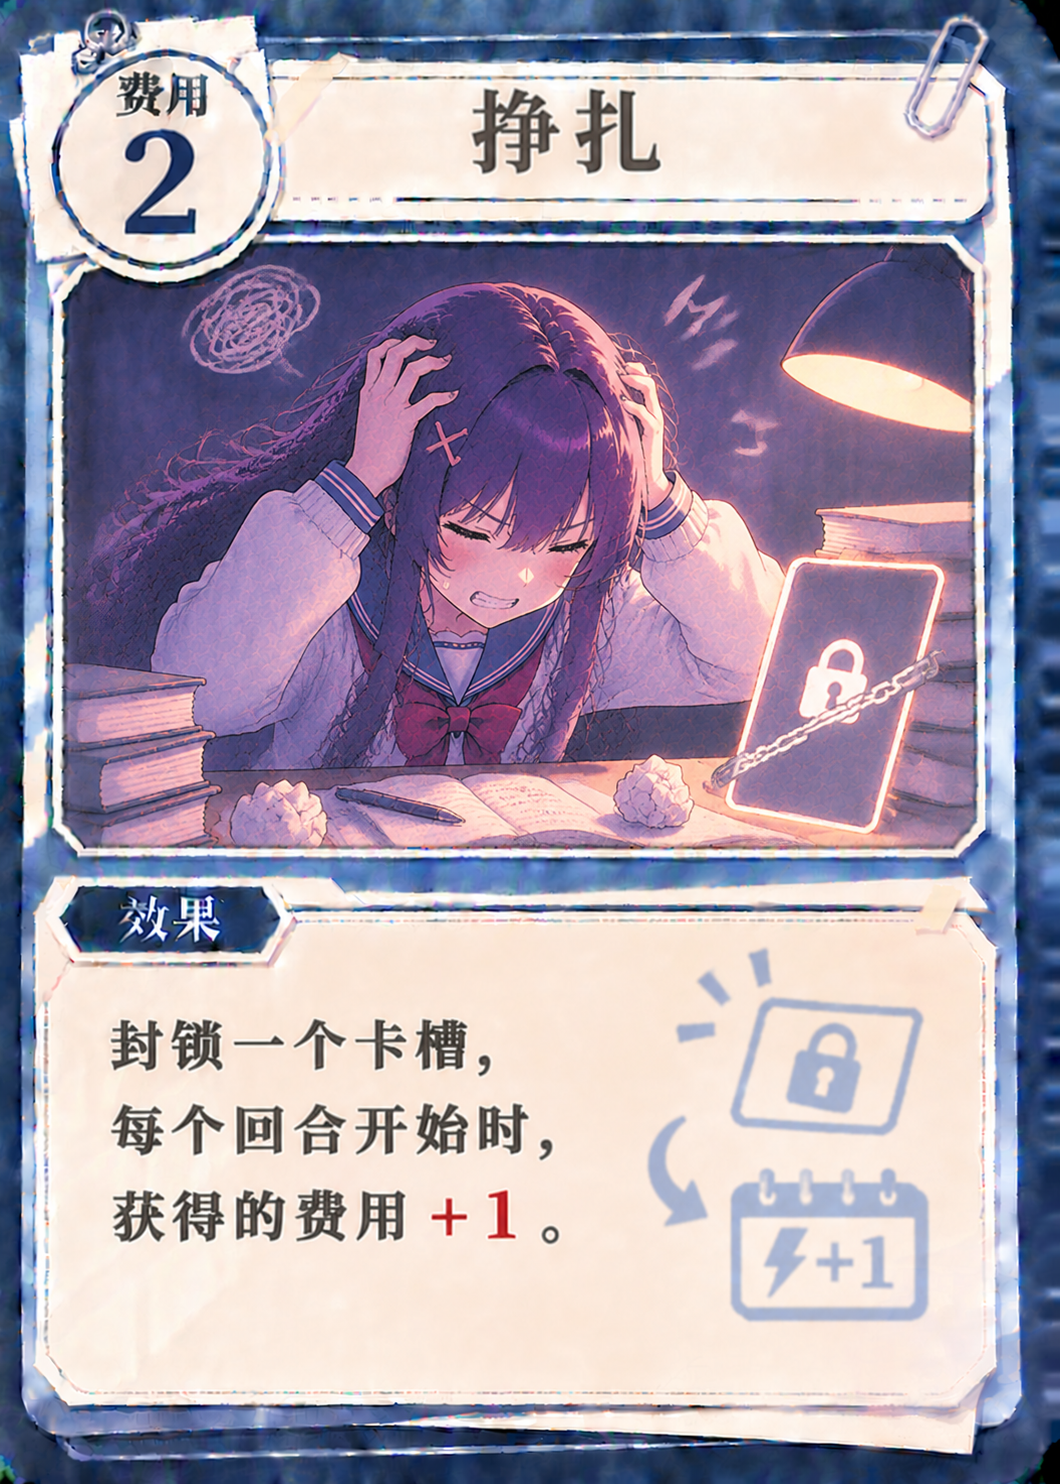 费用
2
挣扎
效果
封锁一个卡槽，
每个回合开始时，
获得的费用 +1。
+1